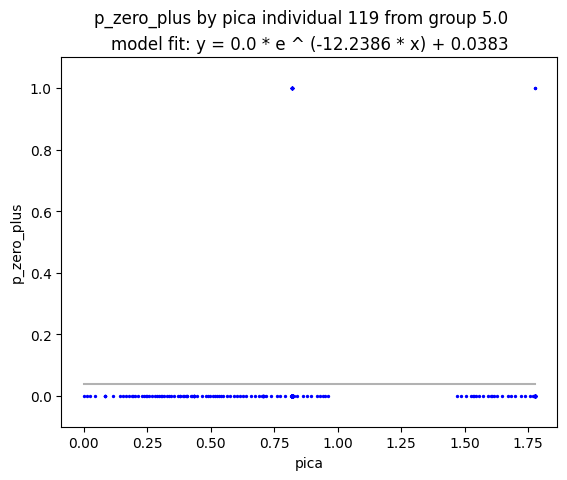 p_zero_plus by pica individual 119 from group 5.0
model fit: y = 0.0 * e ^ (-12.2386 * x) + 0.0383
1.0
0.8
0.6
0.4
0.2
0.0
p_zero_plus
0.00 0.25 0.50 0.75 1.00 1.25 1.50 1.75
pica